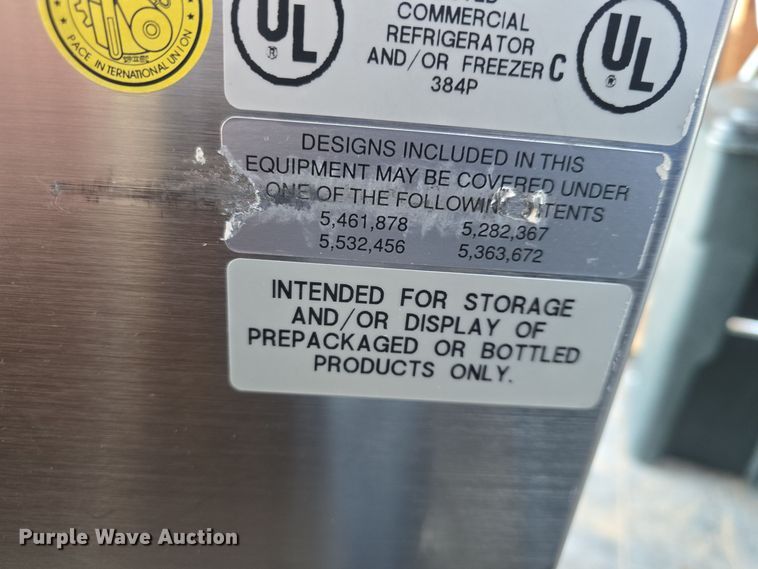 PACE INTERNATIONAL UNION
UL
®
COMMERCIAL
REFRIGERATOR
AND/OR FREEZER
384P
C UL
®
DESIGNS INCLUDED IN THIS
EQUIPMENT MAY BE COVERED UNDER
ONE OF THE
5,461,878 5,282,367
5,532,456 5,363,672
INTENDED FOR STORAGE
AND/OR DISPLAY OF
PREPACKAGED OR BOTTLED
PRODUCTS ONLY.
Purple Wave Auction